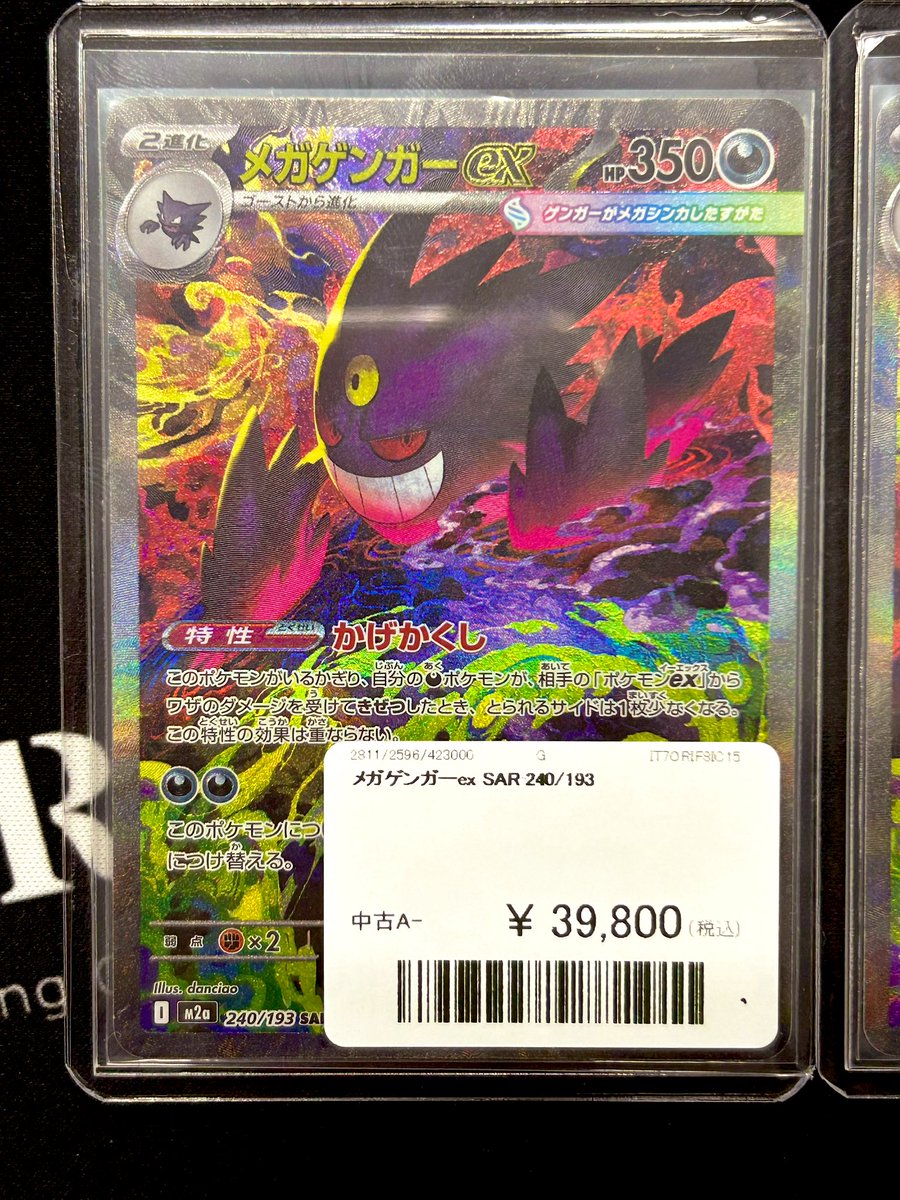 2進化
メガゲンガーex
HP350
ゴーストから進化
ゲンガーがメガシンカしたすがた
特性
かげかくし
このポケモンがいるかぎり、自分の悪ポケモンが、相手の「ポケモンex」から
ワザのダメージを受けてきぜつしたとき、とられるサイドは1枚少なくなる。
この特性の効果は重ならない。
このポケモンにつ
につけ替える。
弱点 ×2
Illus. danciao
I m2a 240/193 SA
2811/2596/423000 G
メガゲンガーex SAR 240/193
中古A- ¥ 39,800(税込)
R
ng